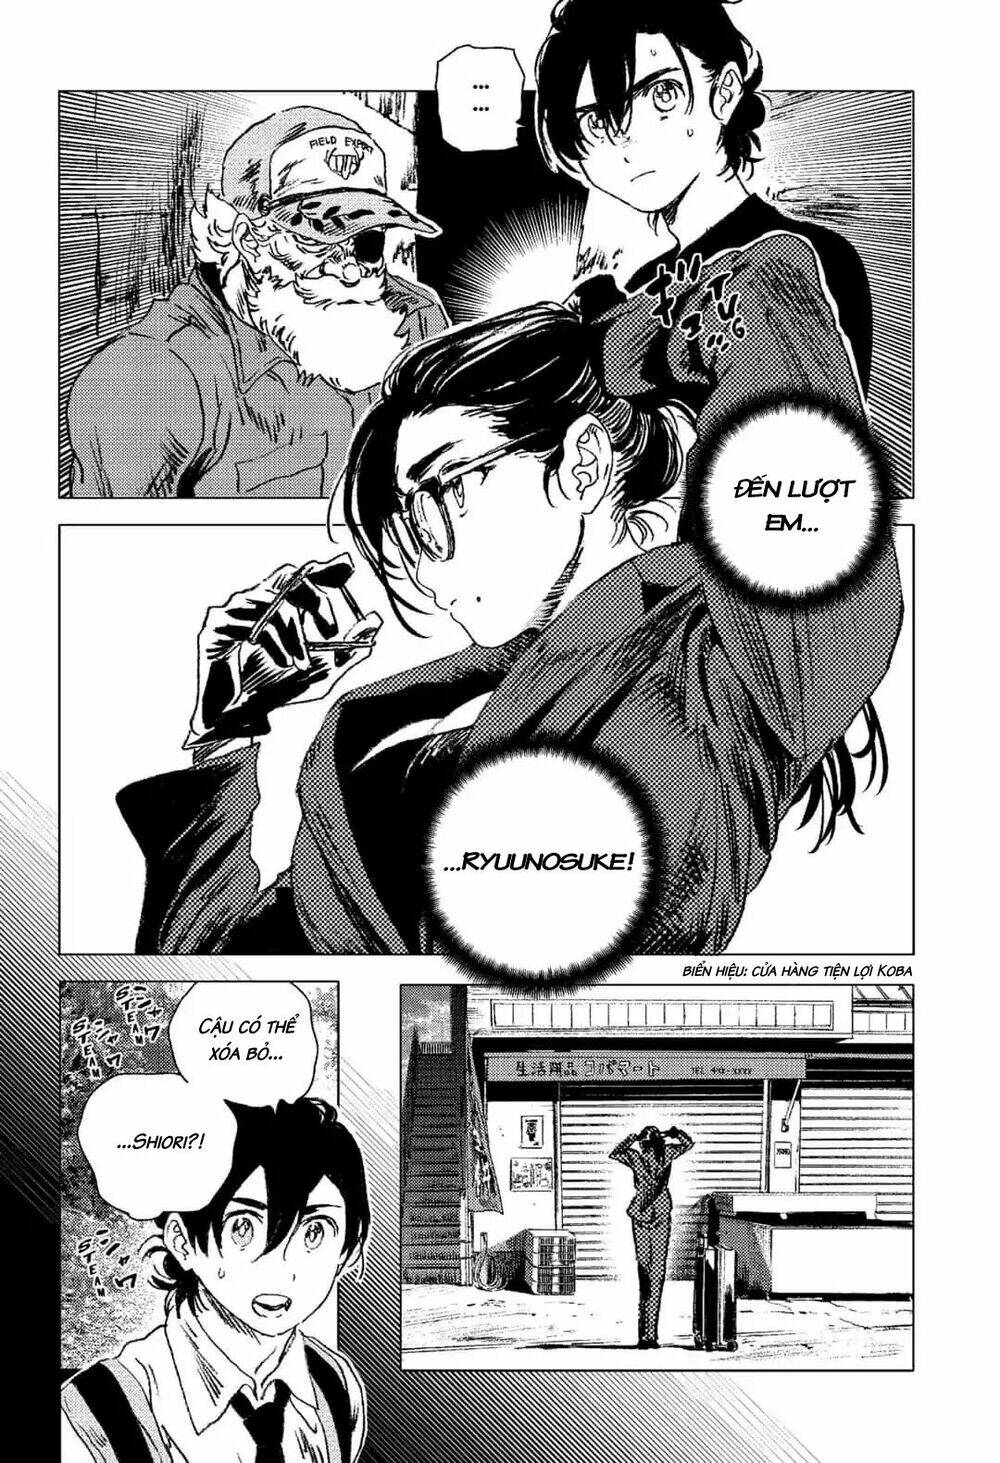 ...
...
FIELD EXPERT
ĐẾN LƯỢT
EM...
...RYUUNOSUKE!
BIỂN HIỆU: CỬA HÀNG TIỆN LỢI KOBA
CẬU CÓ THỂ
XÓA BỎ...
...SHIORI?!
STEAM
STEAM
STEAM
生活用品 コバマート